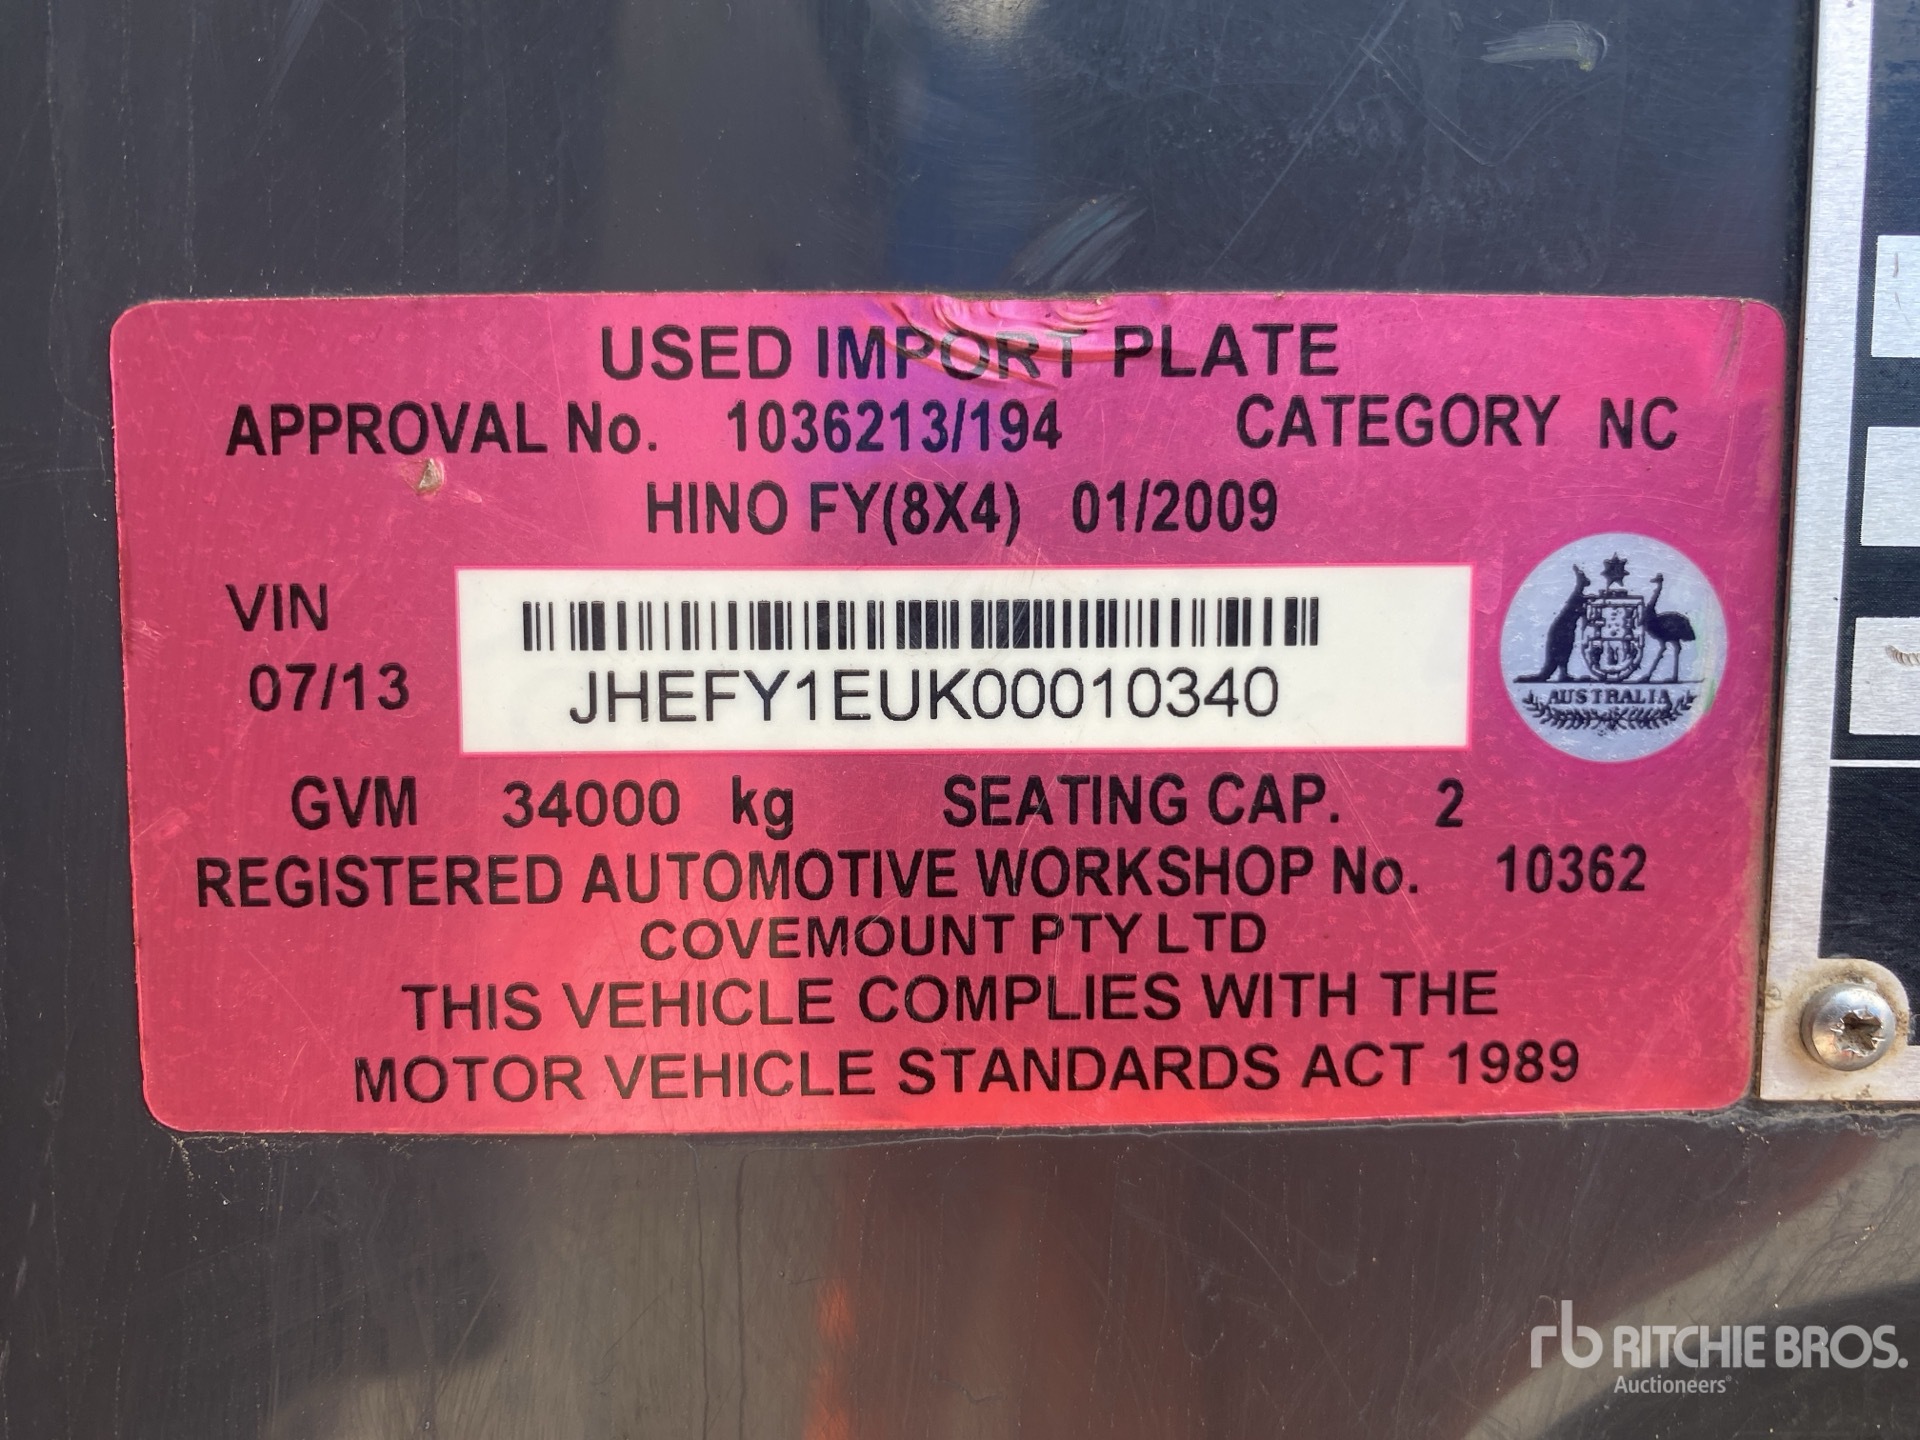 USED IMPORT PLATE
APPROVAL No. 1036213/194 CATEGORY NC
HINO FY(8X4) 01/2009
VIN
07/13
JHEFY1EUK00010340
AUSTRALIA
GVM 34000 kg SEATING CAP. 2
REGISTERED AUTOMOTIVE WORKSHOP No. 10362
COVEMOUNT PTY LTD
THIS VEHICLE COMPLIES WITH THE
MOTOR VEHICLE STANDARDS ACT 1989
rb RITCHIE BROS.
Auctioneers